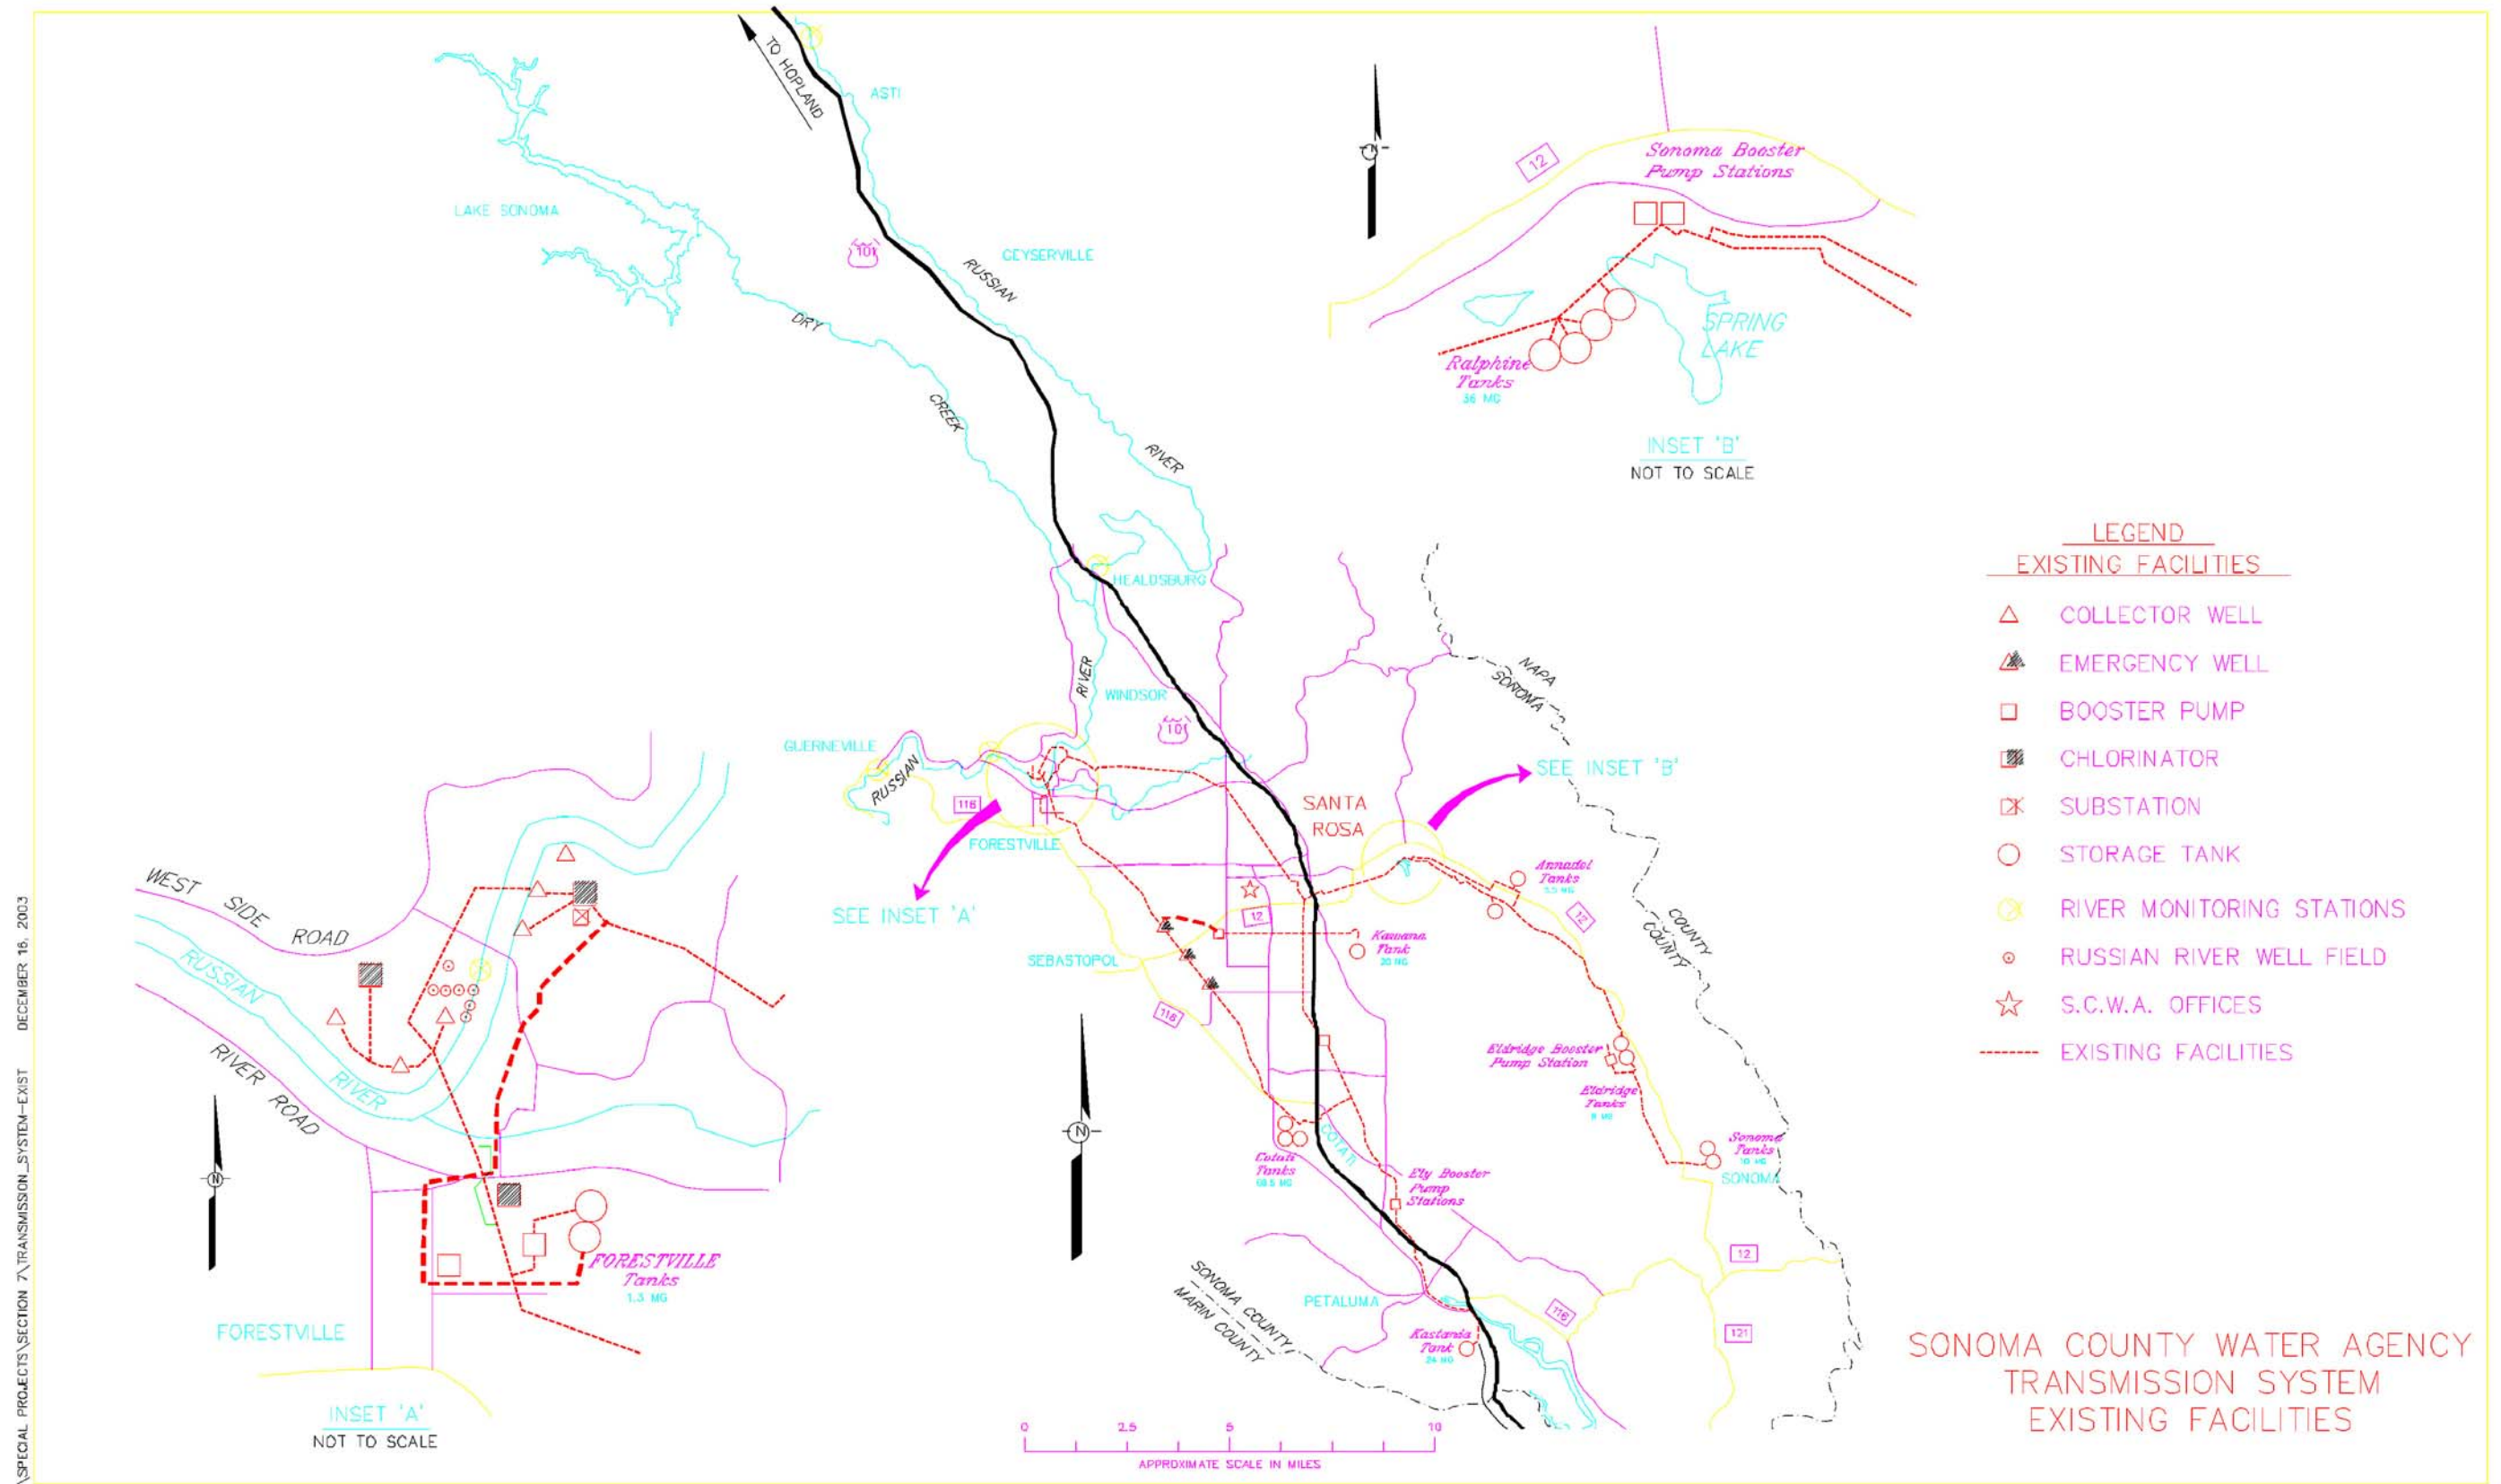 TO HOPLAND
ASTI
LAKE SONOMA
101
GEYSERVILLE
RUSSIAN
DRY
CREEK
RIVER
HEALDSBURG
RIVER
WINDSOR
101
GUERNEVILLE
RUSSIAN
116
FORESTVILLE
SEE INSET 'A'
SANTA
ROSA
SEE INSET 'B'
NAPA
SONOMA
COUNTY
COUNTY
Annadel
Tanks
12
12
Kawana
Tank
20 MG
SEBASTOPOL
116
Eldridge Booster
Pump Station
Eldridge
Tanks
8 MG
Sonoma
Tanks
10 MG
SONOMA
COTATI
Cotati
Tanks
Ely Booster
Pump
Stations
12
116
121
PETALUMA
SONOMA COUNTY
MARIN COUNTY
Kastania
Tank
24 MG
N
0 2.5 5 10
APPROXIMATE SCALE IN MILES
N
12
Sonoma Booster
Pump Stations
SPRING
LAKE
Ralphine
Tanks
36 MG
INSET 'B'
NOT TO SCALE
LEGEND
EXISTING FACILITIES
COLLECTOR WELL
EMERGENCY WELL
BOOSTER PUMP
CHLORINATOR
SUBSTATION
STORAGE TANK
RIVER MONITORING STATIONS
RUSSIAN RIVER WELL FIELD
S.C.W.A. OFFICES
EXISTING FACILITIES
WEST SIDE ROAD
RUSSIAN RIVER
RIVER ROAD
N
FORESTVILLE
Tanks
1.3 MG
FORESTVILLE
INSET 'A'
NOT TO SCALE
SONOMA COUNTY WATER AGENCY
TRANSMISSION SYSTEM
EXISTING FACILITIES
\SPECIAL PROJECTS\SECTION 7\TRANSMISSION_SYSTEM-EXIST DECEMBER 16, 2003